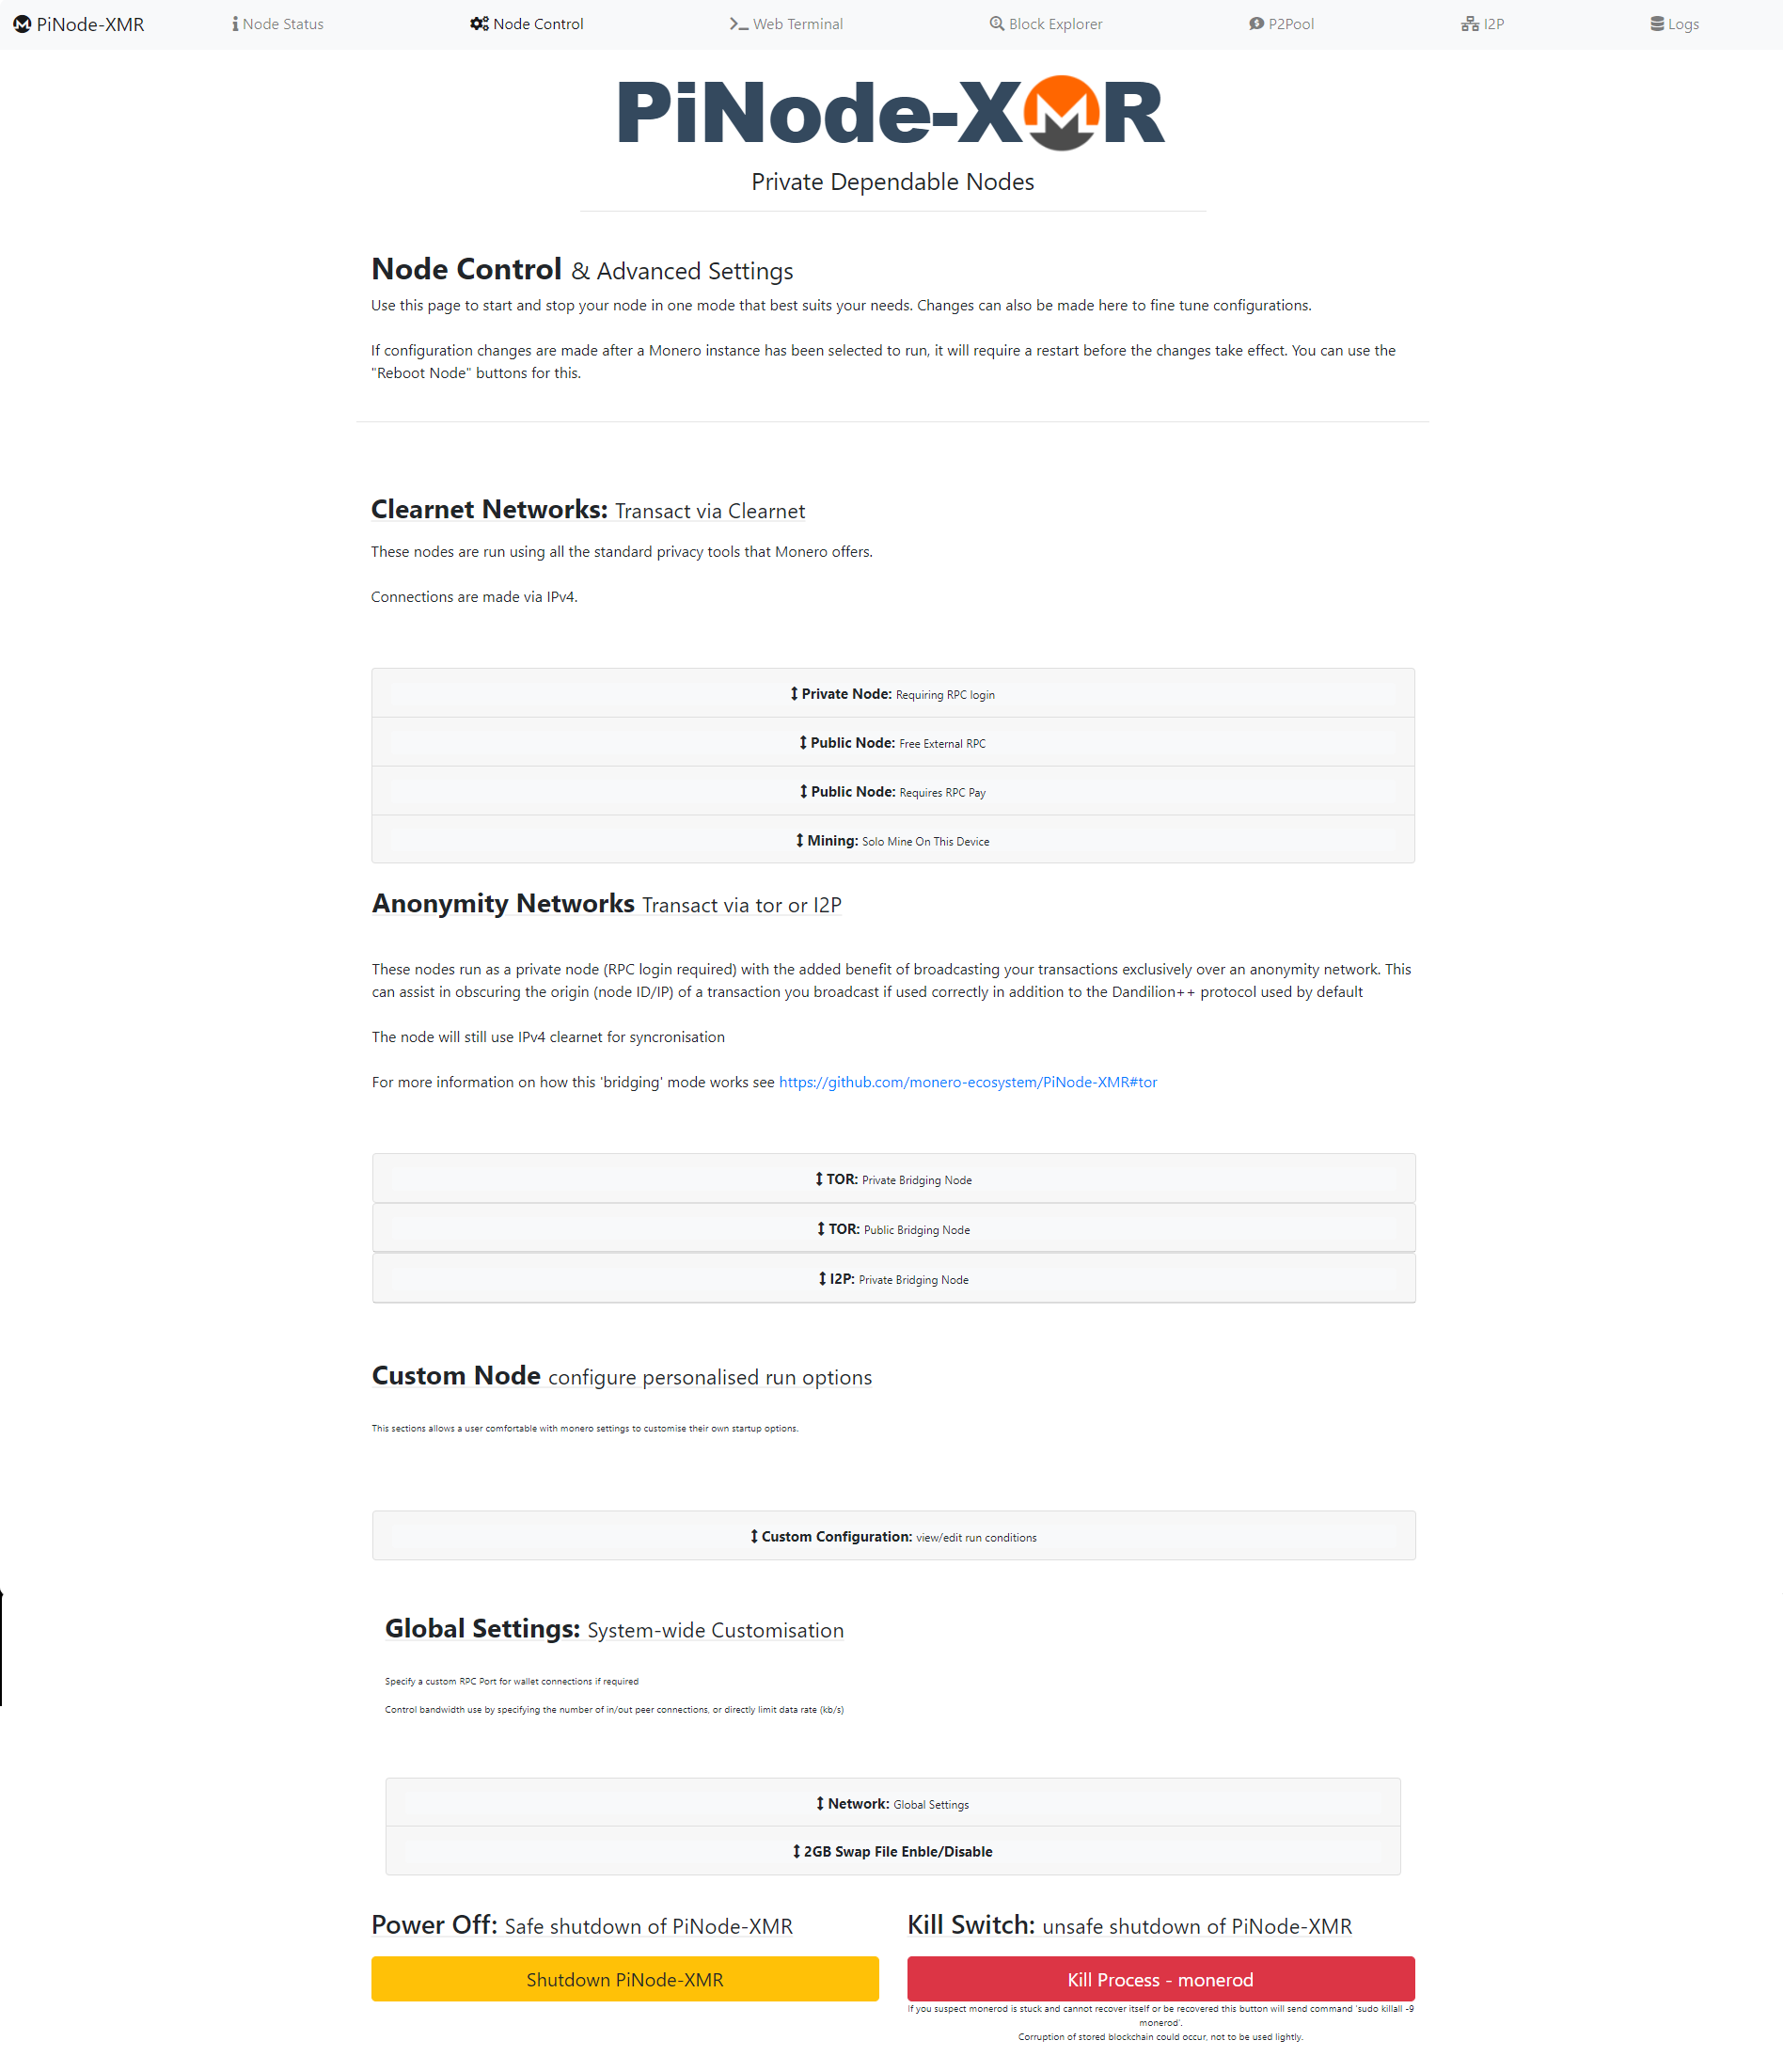 PiNode-XMR Node Status Node Control Web Terminal Block Explorer P2Pool I2P Logs
PiNode-XMR
Private Dependable Nodes
Node Control & Advanced Settings
Use this page to start and stop your node in one mode that best suits your needs. Changes can also be made here to fine tune configurations.
If configuration changes are made after a Monero instance has been selected to run, it will require a restart before the changes take effect. You can use the
"Reboot Node" buttons for this.
Clearnet Networks: Transact via Clearnet
These nodes are run using all the standard privacy tools that Monero offers.
Connections are made via IPv4.
Private Node: Requiring RPC login
Public Node: Free External RPC
Public Node: Requires RPC Pay
Mining: Solo Mine On This Device
Anonymity Networks Transact via tor or I2P
These nodes run as a private node (RPC login required) with the added benefit of broadcasting your transactions exclusively over an anonymity network. This
can assist in obscuring the origin (node ID/IP) of a transaction you broadcast if used correctly in addition to the Dandilion++ protocol used by default
The node will still use IPv4 clearnet for syncronisation
For more information on how this 'bridging' mode works see https://github.com/monero-ecosystem/PiNode-XMR#tor
TOR: Private Bridging Node
TOR: Public Bridging Node
I2P: Private Bridging Node
Custom Node configure personalised run options
This sections allows a user comfortable with monero settings to customise their own startup options.
Custom Configuration: view/edit run conditions
Global Settings: System-wide Customisation
Specify a custom RPC Port for wallet connections if required
Control bandwidth use by specifying the number of in/out peer connections, or directly limit data rate (kb/s)
Network: Global Settings
2GB Swap File Enble/Disable
Power Off: Safe shutdown of PiNode-XMR
Shutdown PiNode-XMR
Kill Switch: unsafe shutdown of PiNode-XMR
Kill Process - monerod
If you suspect monerod is stuck and cannot recover itself or be recovered this button will send command 'sudo killall -9
monerod'.
Corruption of stored blockchain could occur, not to be used lightly.